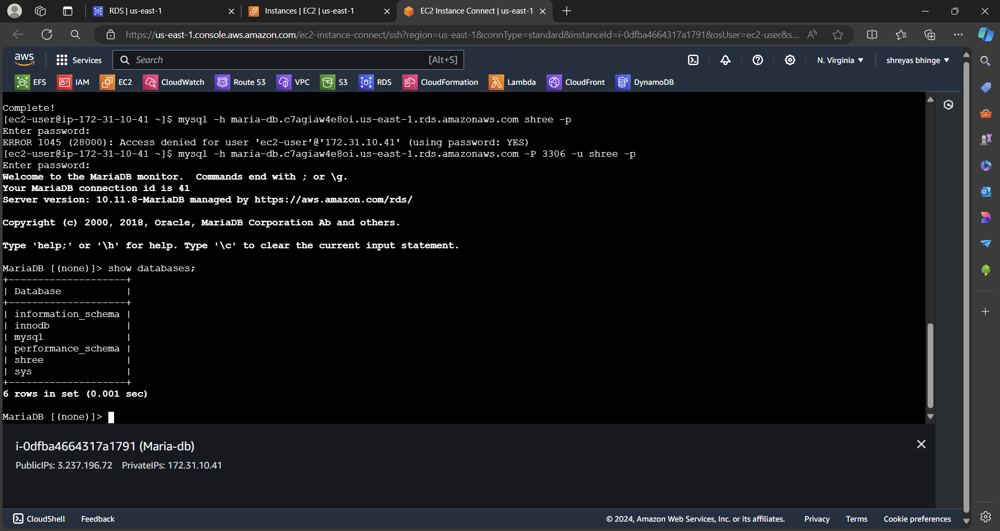 RDS | us-east-1
Instances | EC2 | us-east-1
EC2 Instance Connect | us-east-1
https://us-east-1.console.aws.amazon.com/ec2-instance-connect/ssh?region=us-east-1&connType=standard&instanceId=i-0dfba4664317a1791&osUser=ec2-user&s...
aws
Services
Search
[Alt+S]
N. Virginia
shreyas bhinge
EFS
IAM
EC2
CloudWatch
Route 53
VPC
S3
RDS
CloudFormation
Lambda
CloudFront
DynamoDB
Complete!
[ec2-user@ip-172-31-10-41 ~]$ mysql -h maria-db.c7agiaw4e8oi.us-east-1.rds.amazonaws.com shree -p
Enter password:
ERROR 1045 (28000): Access denied for user 'ec2-user'@'172.31.10.41' (using password: YES)
[ec2-user@ip-172-31-10-41 ~]$ mysql -h maria-db.c7agiaw4e8oi.us-east-1.rds.amazonaws.com -P 3306 -u shree -p
Enter password:
Welcome to the MariaDB monitor.  Commands end with ; or \g.
Your MariaDB connection id is 41
Server version: 10.11.8-MariaDB managed by https://aws.amazon.com/rds/
Copyright (c) 2000, 2018, Oracle, MariaDB Corporation Ab and others.
Type 'help;' or '\h' for help. Type '\c' to clear the current input statement.
MariaDB [(none)]> show databases;
+--------------------+
| Database           |
+--------------------+
| information_schema |
| innodb             |
| mysql              |
| performance_schema |
| shree              |
| sys                |
+--------------------+
6 rows in set (0.001 sec)
MariaDB [(none)]>
i-0dfba4664317a1791 (Maria-db)
PublicIPs: 3.237.196.72 PrivateIPs: 172.31.10.41
CloudShell
Feedback
© 2024, Amazon Web Services, Inc. or its affiliates.
Privacy
Terms
Cookie preferences